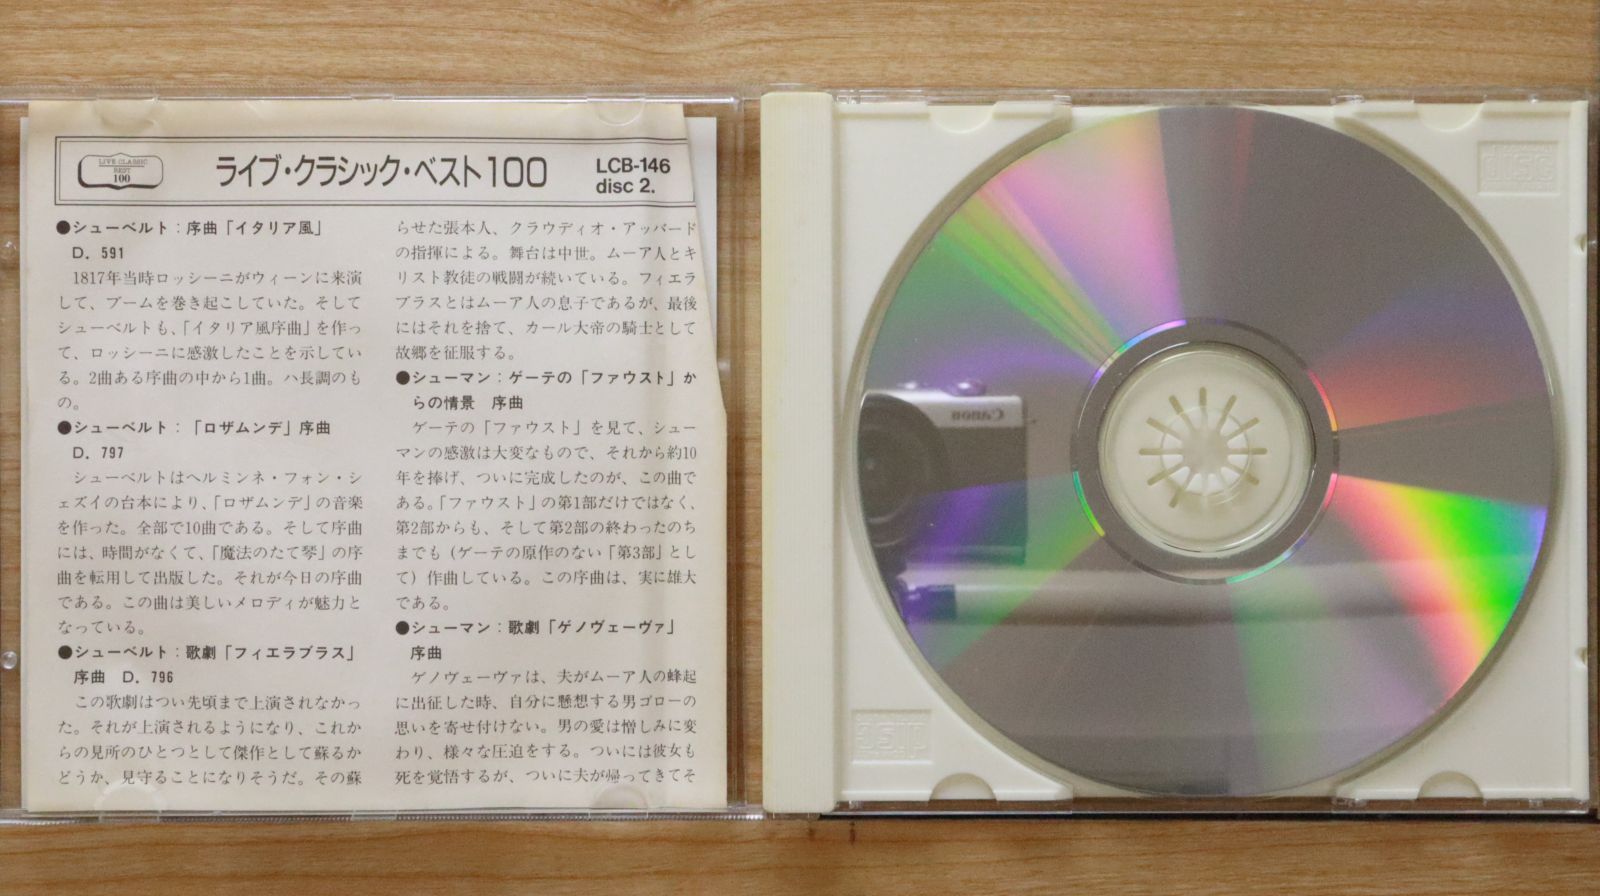 LIVE CLASSIC
BEST
100
ライブ・クラシック・ベスト100
LCB-146
disc 2.
●シューベルト：序曲「イタリア風」
D．591
1817年当時ロッシーニがウィーンに来演
して、ブームを巻き起こしていた。そして
シューベルトも、「イタリア風序曲」を作っ
て、ロッシーニに感激したことを示してい
る。2曲ある序曲の中から1曲。ハ長調のも
の。
●シューベルト：「ロザムンデ」序曲
D．797
シューベルトはヘルミンネ・フォン・シ
ェズイの台本により、「ロザムンデ」の音楽
を作った。全部で10曲である。そして序曲
には、時間がなくて、「魔法のたて琴」の序
曲を転用して出版した。それが今日の序曲
である。この曲は美しいメロディが魅力と
なっている。
●シューベルト：歌劇「フィエラブラス」
序曲 D．796
この歌劇はつい先頃まで上演されなかっ
た。それが上演されるようになり、これか
らの見所のひとつとして傑作として蘇るか
どうか、見守ることになりそうだ。その蘇
らせた張本人、クラウディオ・アッバード
の指揮による。舞台は中世。ムーア人とキ
リスト教徒の戦闘が続いている。フィエラ
ブラスとはムーア人の息子であるが、最後
にはそれを捨て、カール大帝の騎士として
故郷を征服する。
●シューマン：ゲーテの「ファウスト」か
らの情景 序曲
ゲーテの「ファウスト」を見て、シュー
マンの感激は大変なもので、それから約10
年を捧げ、ついに完成したのが、この曲で
ある。「ファウスト」の第1部だけではなく、
第2部からも、そして第2部の終わったのち
までも（ゲーテの原作のない「第3部」とし
て）作曲している。この序曲は、実に雄大
である。
●シューマン：歌劇「ゲノヴェーヴァ」
序曲
ゲノヴェーヴァは、夫がムーア人の蜂起
に出征した時、自分に懸想する男ゴローの
思いを寄せ付けない。男の愛は憎しみに変
わり、様々な圧迫をする。ついには彼女も
死を覚悟するが、ついに夫が帰ってきてそ
Canon
disc
disc